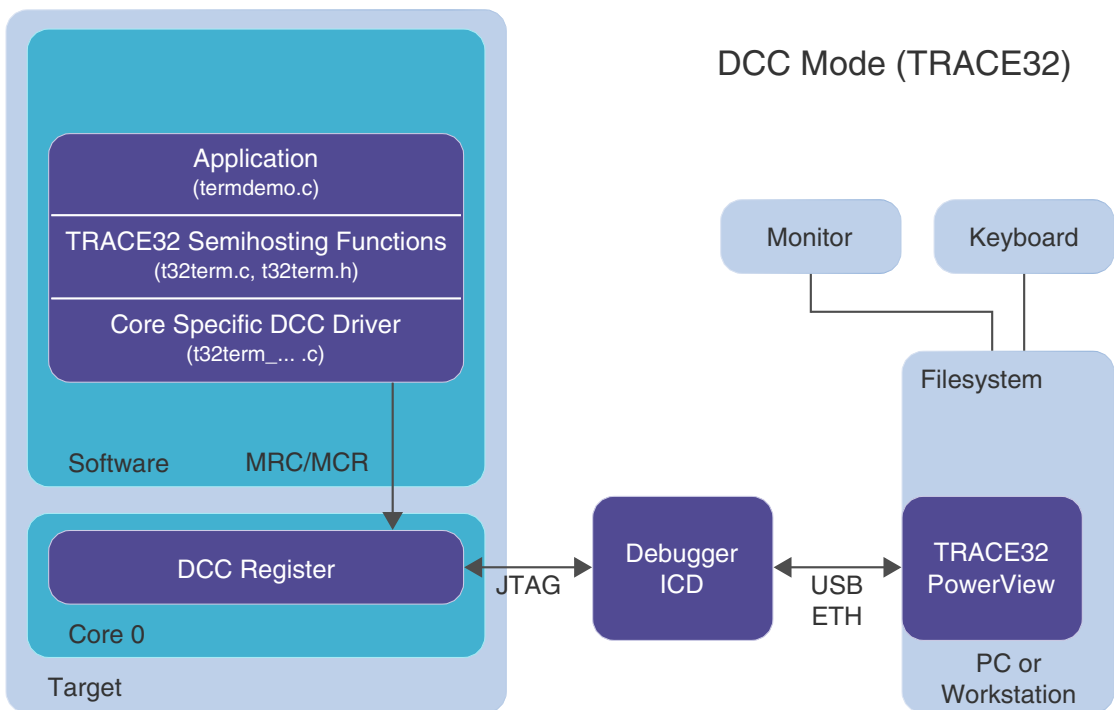 DCC Mode (TRACE32)
Application
(termdemo.c)
TRACE32 Semihosting Functions
(t32term.c, t32term.h)
Core Specific DCC Driver
(t32term_... .c)
Software
MRC/MCR
DCC Register
Core 0
Target
JTAG
Debugger
ICD
USB
ETH
Monitor
Keyboard
Filesystem
TRACE32
PowerView
PC or
Workstation